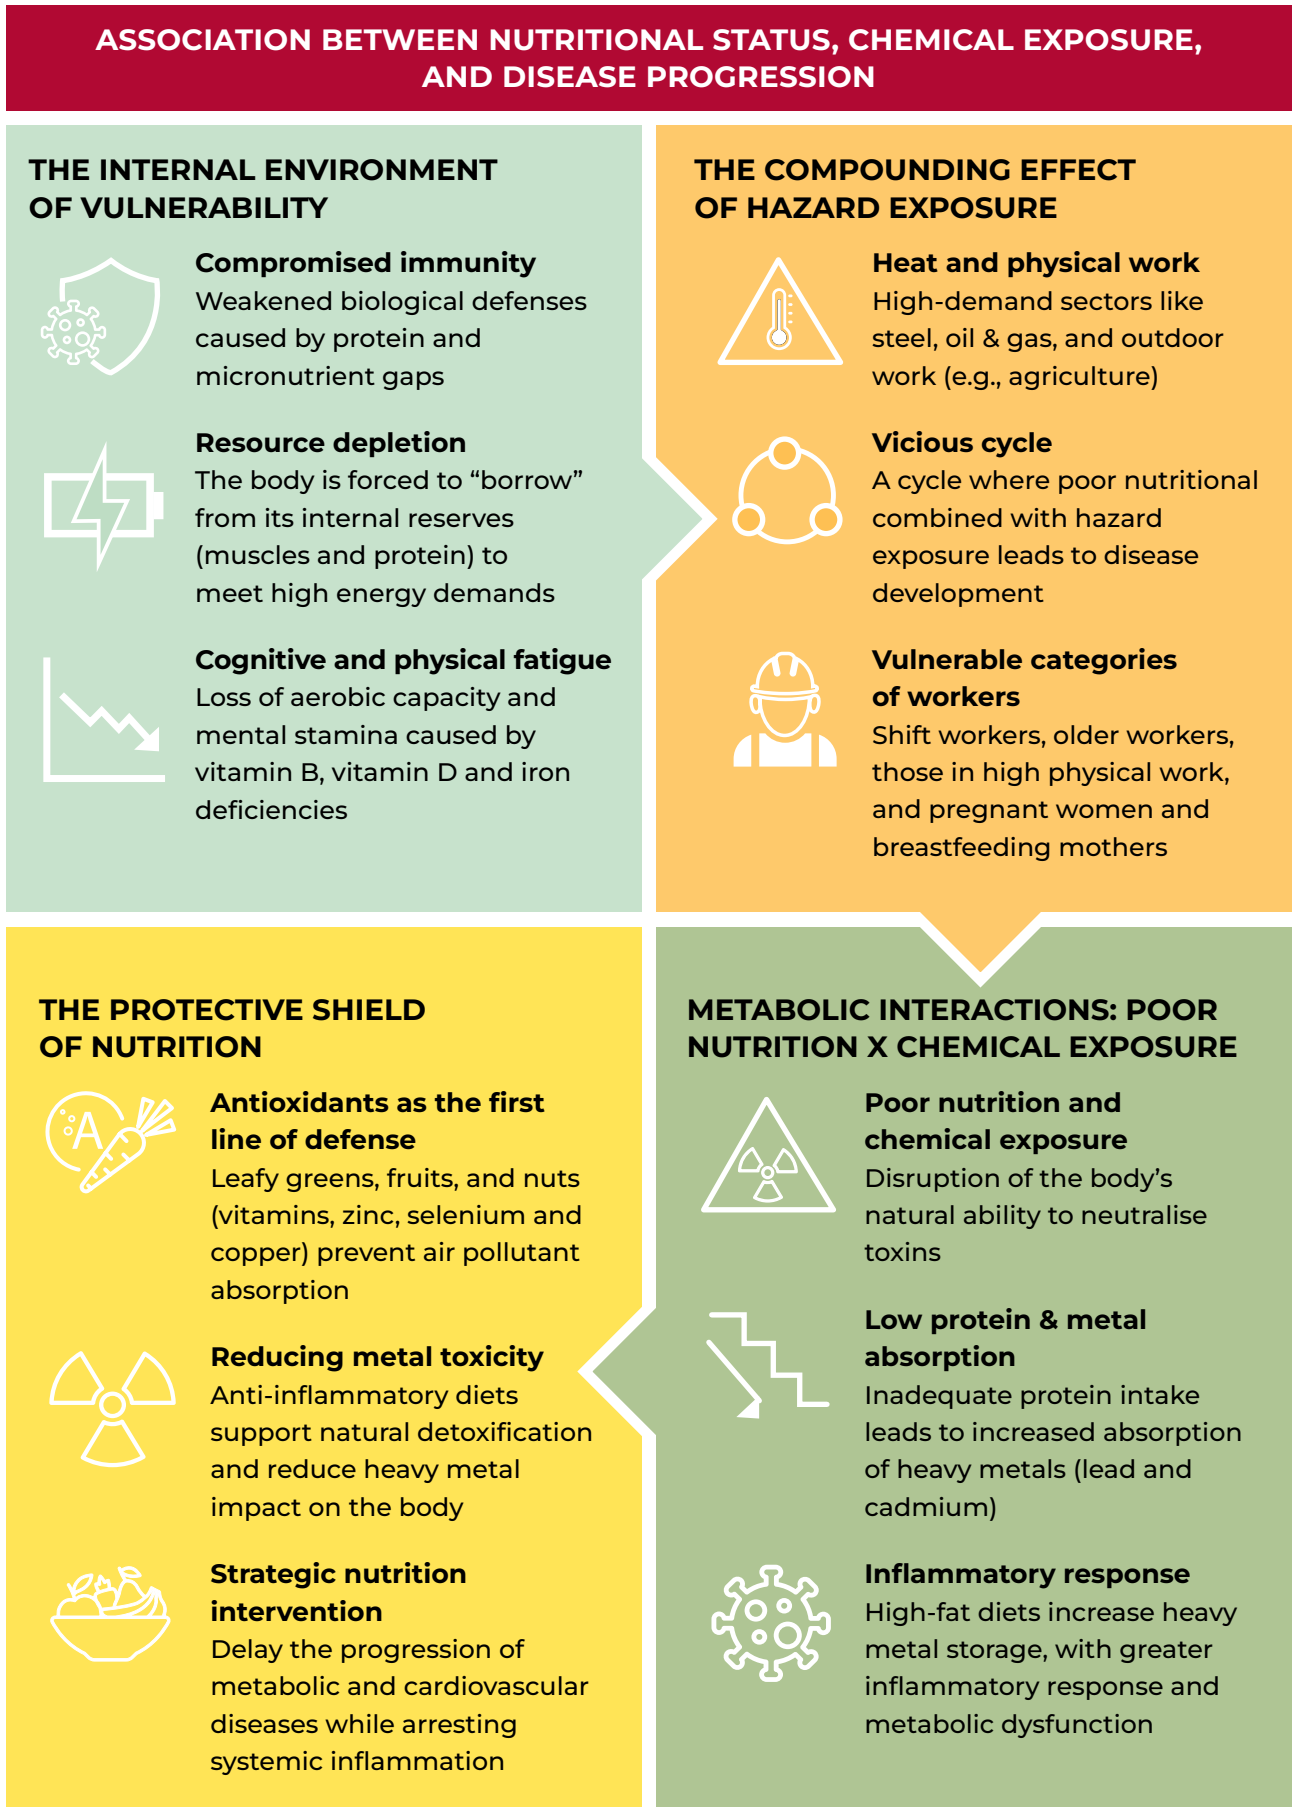 ASSOCIATION BETWEEN NUTRITIONAL STATUS, CHEMICAL EXPOSURE,
AND DISEASE PROGRESSION
THE INTERNAL ENVIRONMENT
OF VULNERABILITY
Compromised immunity
Weakened biological defenses
caused by protein and
micronutrient gaps
Resource depletion
The body is forced to “borrow”
from its internal reserves
(muscles and protein) to
meet high energy demands
Cognitive and physical fatigue
Loss of aerobic capacity and
mental stamina caused by
vitamin B, vitamin D and iron
deficiencies
THE COMPOUNDING EFFECT
OF HAZARD EXPOSURE
Heat and physical work
High-demand sectors like
steel, oil & gas, and outdoor
work (e.g., agriculture)
Vicious cycle
A cycle where poor nutritional
combined with hazard
exposure leads to disease
development
Vulnerable categories
of workers
Shift workers, older workers,
those in high physical work,
and pregnant women and
breastfeeding mothers
METABOLIC INTERACTIONS: POOR
NUTRITION X CHEMICAL EXPOSURE
Poor nutrition and
chemical exposure
Disruption of the body’s
natural ability to neutralise
toxins
Low protein & metal
absorption
Inadequate protein intake
leads to increased absorption
of heavy metals (lead and
cadmium)
Inflammatory response
High-fat diets increase heavy
metal storage, with greater
inflammatory response and
metabolic dysfunction
THE PROTECTIVE SHIELD
OF NUTRITION
A
Antioxidants as the first
line of defense
Leafy greens, fruits, and nuts
(vitamins, zinc, selenium and
copper) prevent air pollutant
absorption
Reducing metal toxicity
Anti-inflammatory diets
support natural detoxification
and reduce heavy metal
impact on the body
Strategic nutrition
intervention
Delay the progression of
metabolic and cardiovascular
diseases while arresting
systemic inflammation